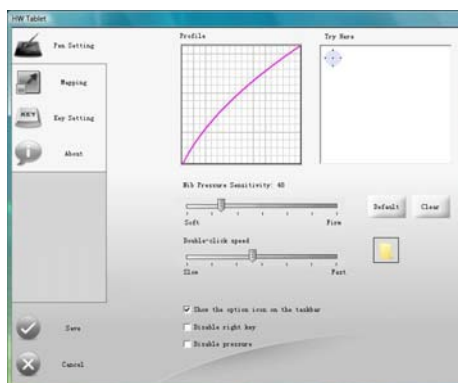 HW Tablet
Pen Setting
Mapping
KEY
Key Setting
i
About
Save
Cancel
Profile
Try Here
Nib Pressure Sensitivity: 40
Soft
Firm
Default
Clear
Double-click speed
Slow
Fast
Show the option icon on the taskbar
Disable right key
Disable pressure